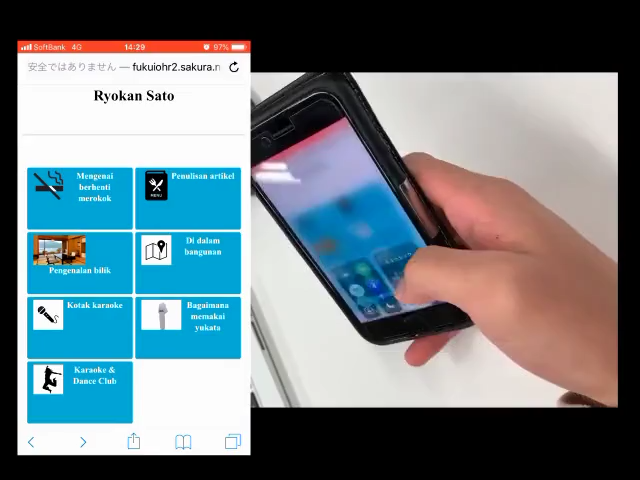 SoftBank 4G 14:29 97%
安全ではありません — fukuiohr2.sakura.n
Ryokan Sato
Mengenai
berhenti
merokok
Penulisan artikel
MENU
Pengenalan bilik
Di dalam
bangunan
Kotak karaoke
Bagaimana
memakai
yukata
Karaoke &
Dance Club